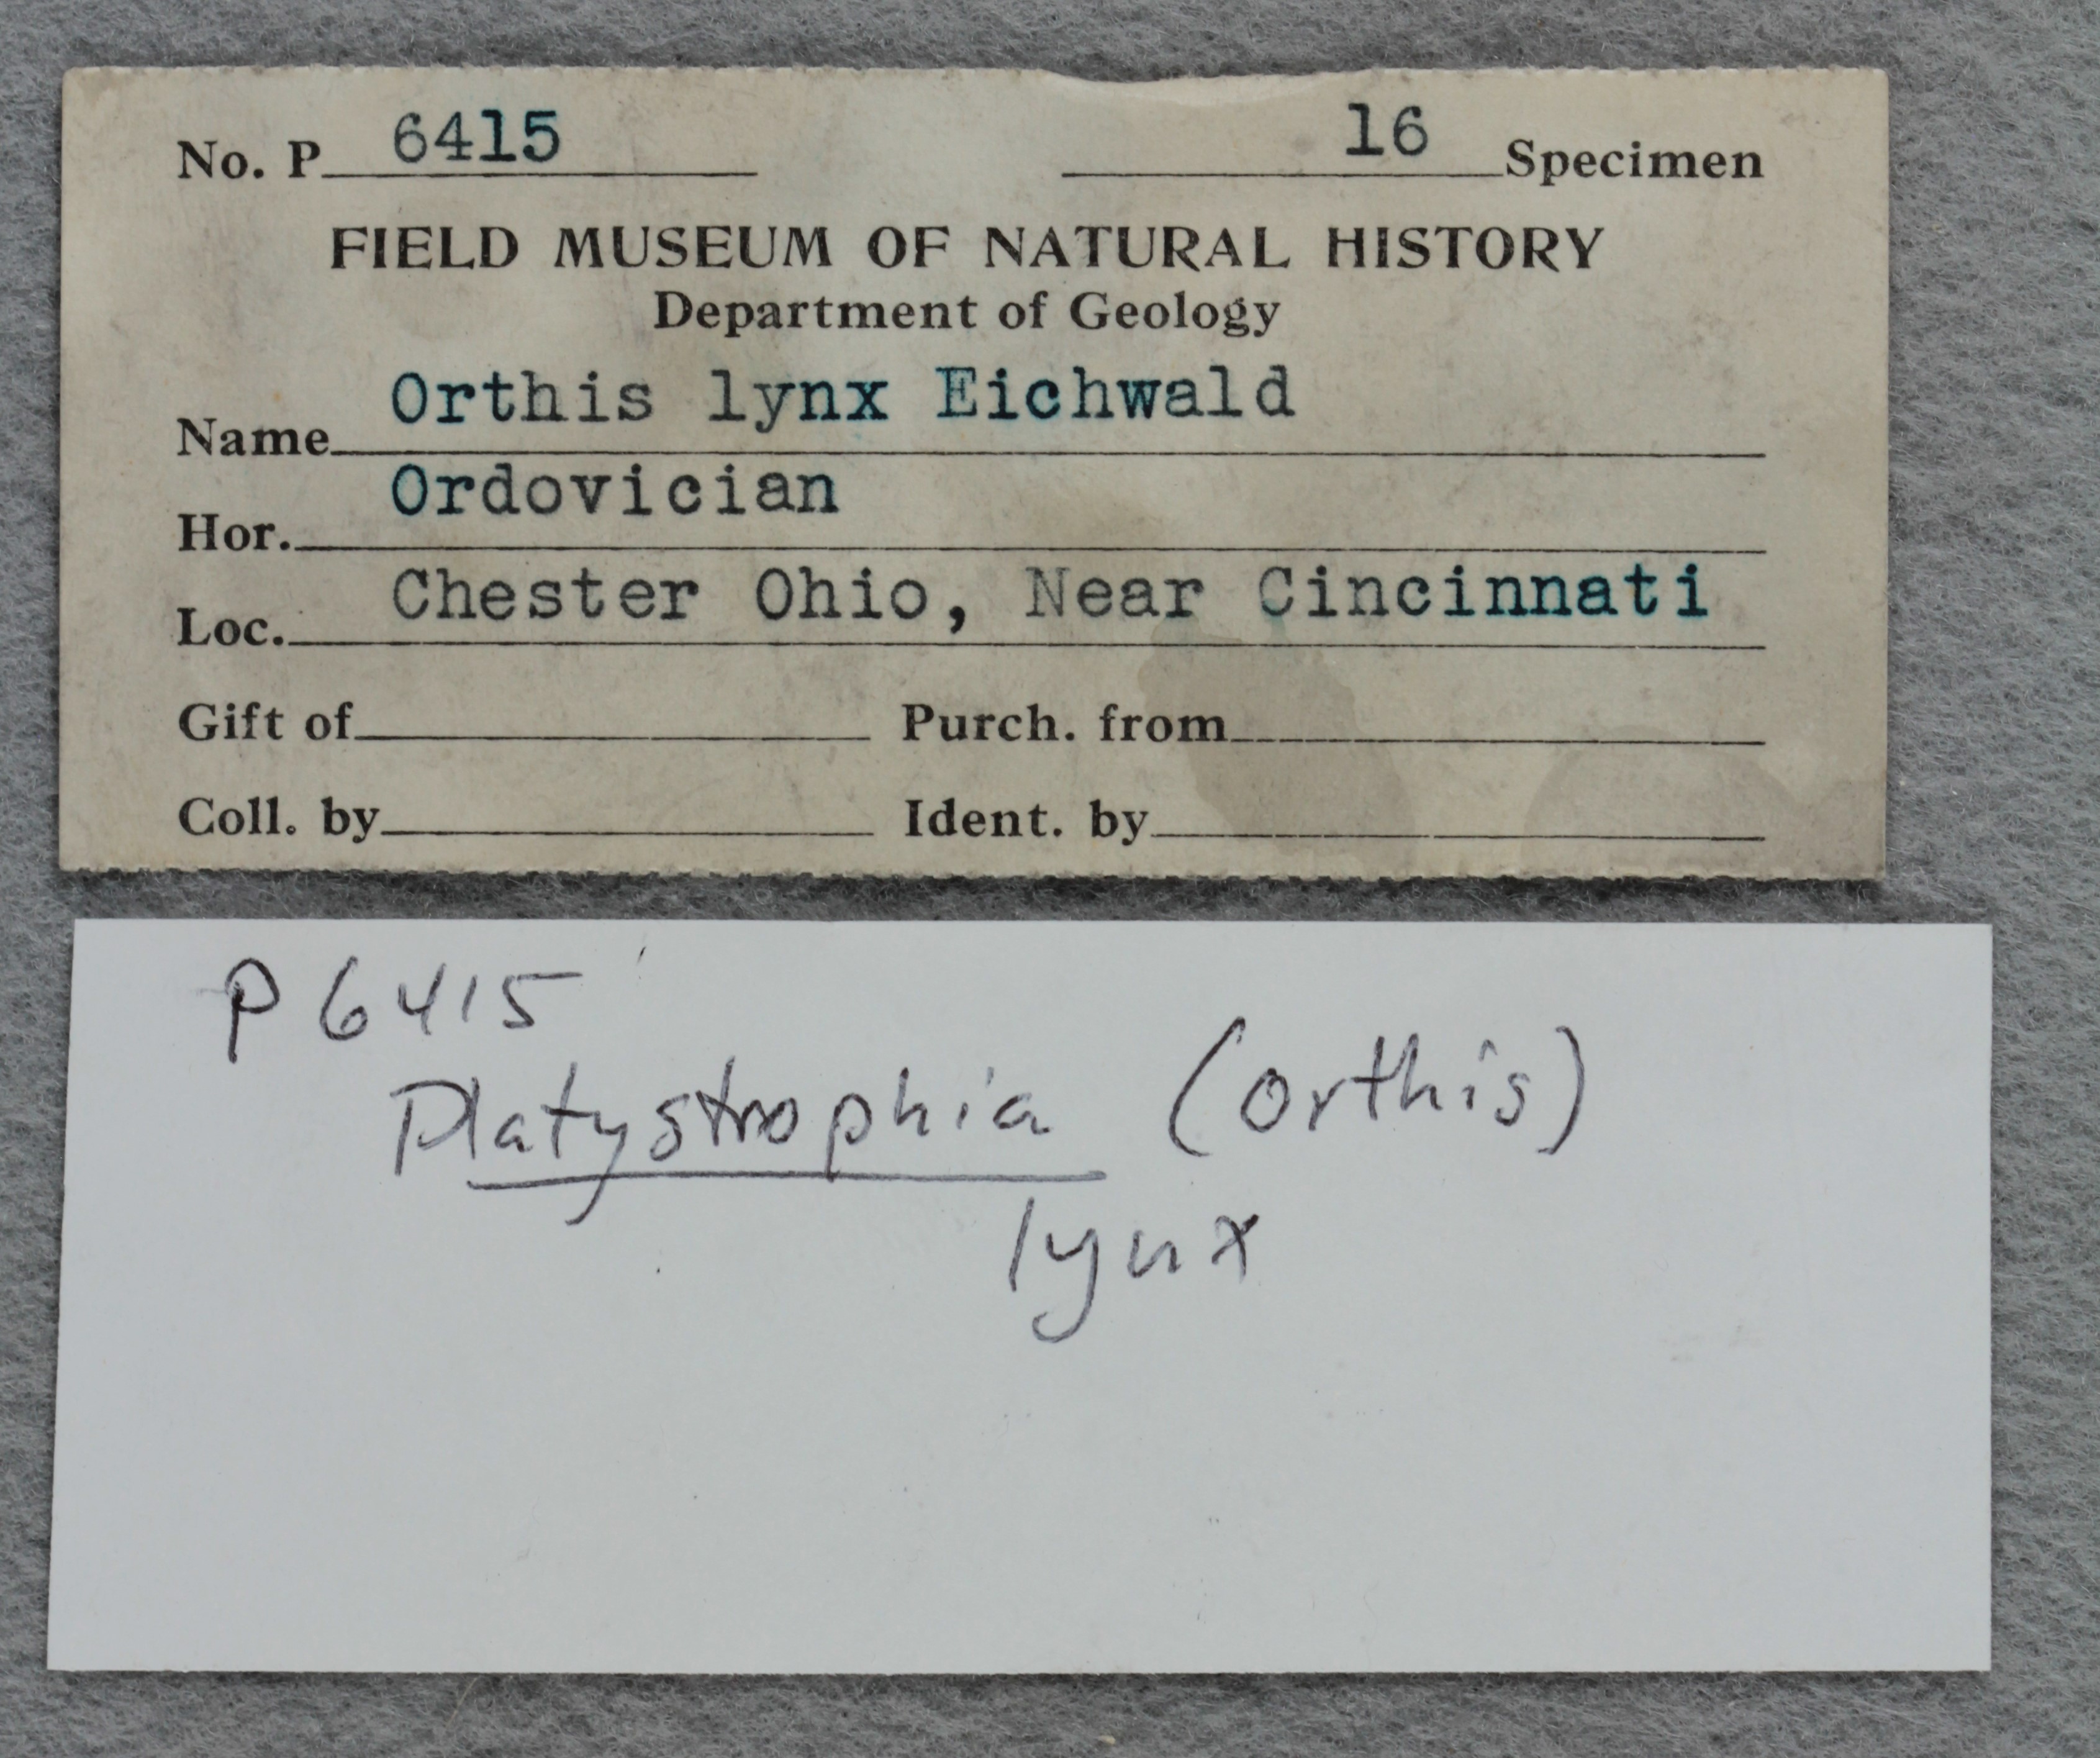 No. P 6415 16 Specimen
FIELD MUSEUM OF NATURAL HISTORY
Department of Geology
Name Orthis lynx Eichwald
Hor. Ordovician
Loc. Chester Ohio, Near Cincinnati
Gift of Purch. from
Coll. by Ident. by
P 6415
Platystrophia (Orthis)
lynx